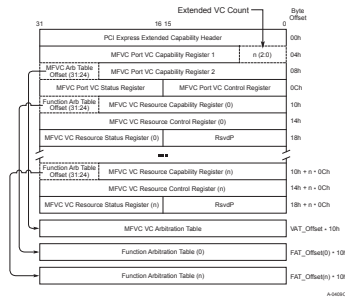 Extended VC Count
Byte Offset
31 16 15 0
PCI Express Extended Capability Header 00h
MFVC Port VC Capability Register 1 n (2:0) 04h
MFVC Arb Table Offset (31:24) MFVC Port VC Capability Register 2 08h
MFVC Port VC Status Register MFVC Port VC Control Register 0Ch
Function Arb Table Offset (31:24) MFVC VC Resource Capability Register (0) 10h
MFVC VC Resource Control Register (0) 14h
MFVC VC Resource Status Register (0) RsvdP 18h
Function Arb Table Offset (31:24) MFVC VC Resource Capability Register (n) 10h + n * 0Ch
MFVC VC Resource Control Register (n) 14h + n * 0Ch
MFVC VC Resource Status Register (n) RsvdP 18h + n * 0Ch
MFVC VC Arbitration Table VAT_Offset * 10h
Function Arbitration Table (0) FAT_Offset(0) * 10h
Function Arbitration Table (n) FAT_Offset(n) * 10h